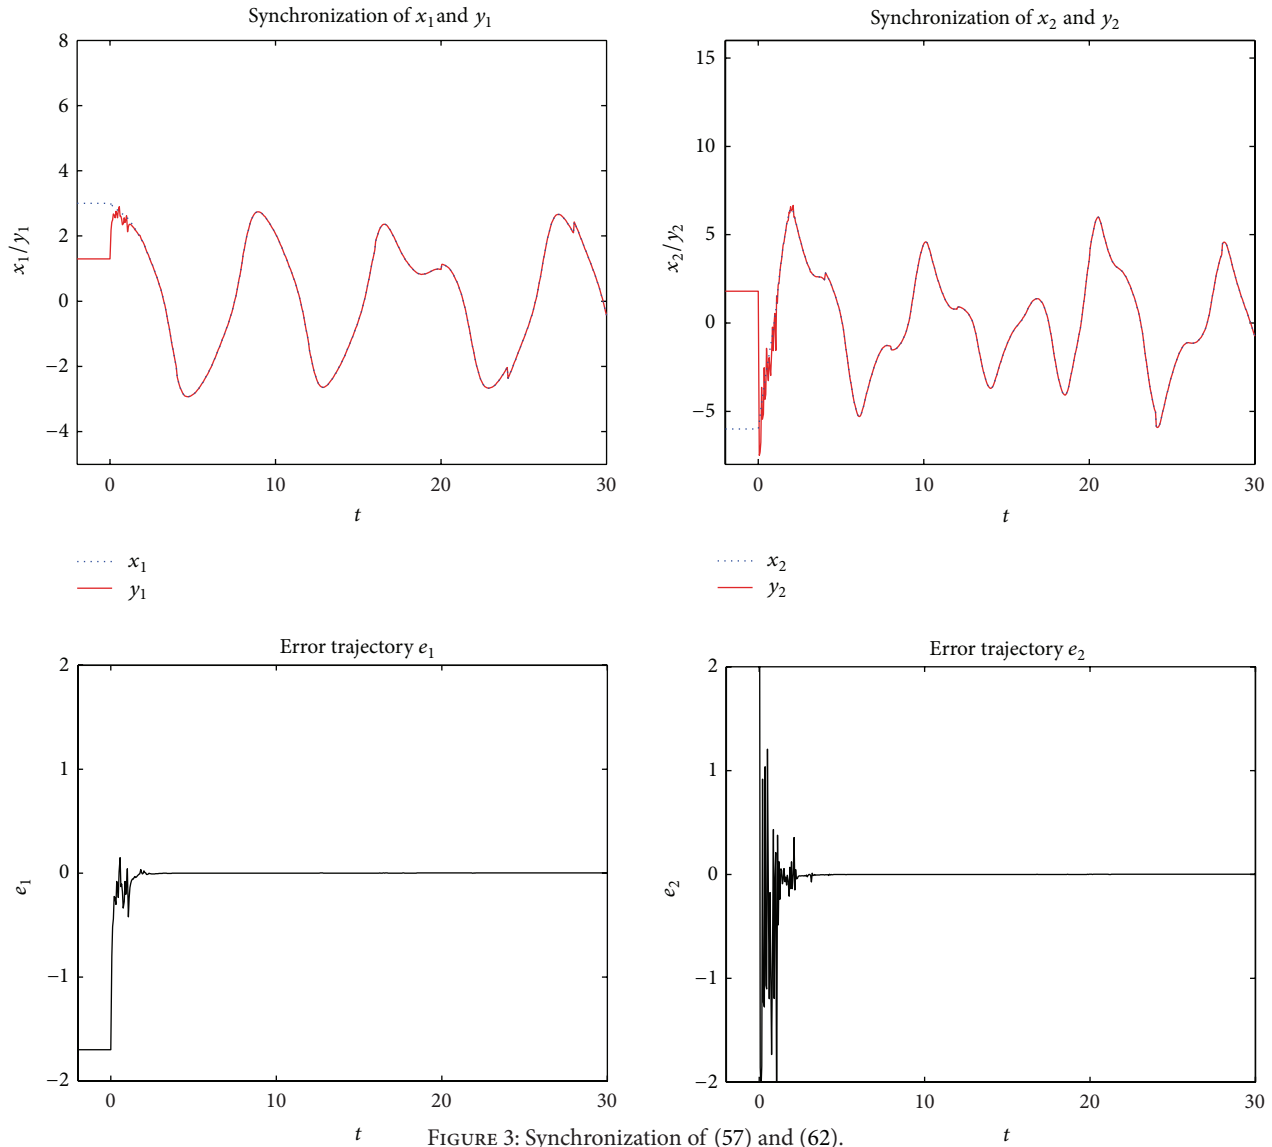 Synchronization of x₁ and y₁
8
6
4
2
0
−2
−4
x₁/y₁
0 10 20 30
t
x₁
y₁
Synchronization of x₂ and y₂
15
10
5
0
−5
x₂/y₂
0 10 20 30
t
x₂
y₂
Error trajectory e₁
2
1
0
−1
−2
e₁
0 10 20 30
t
Error trajectory e₂
2
1
0
−1
−2
e₂
0 10 20 30
t
FIGURE 3: Synchronization of (57) and (62).